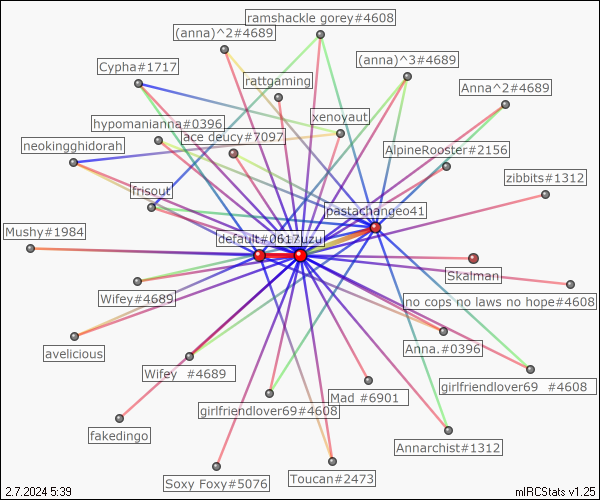 ramshackle gorey#4608
(anna)^2#4689
(anna)^3#4689
Cypha#1717
rattgaming
Anna^2#4689
xenoyaut
hypomanianna#0396
ace deucy#7097
neokingghidorah
AlpineRooster#2156
zibbits#1312
frisout
pastachangeo41
Mushy#1984
default#0617
uzu
Skalman
Wifey#4689
no cops no laws no hope#4608
Anna.#0396
avelicious
Wifey #4689
girlfriendlover69 #4608
Mad #6901
girlfriendlover69#4608
fakedingo
Annarchist#1312
Soxy Foxy#5076
Toucan#2473
2.7.2024 5:39
mIRCStats v1.25